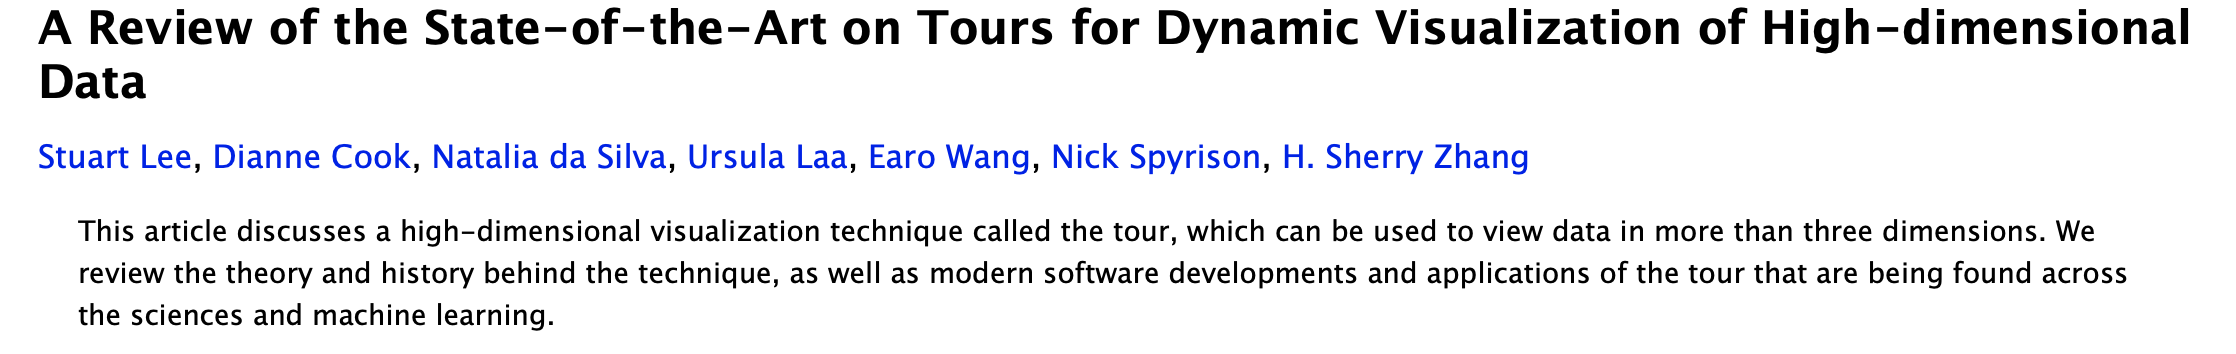 A Review of the State-of-the-Art on Tours for Dynamic Visualization of High-dimensional
Data
Stuart Lee, Dianne Cook, Natalia da Silva, Ursula Laa, Earo Wang, Nick Spyrison, H. Sherry Zhang
This article discusses a high-dimensional visualization technique called the tour, which can be used to view data in more than three dimensions. We
review the theory and history behind the technique, as well as modern software developments and applications of the tour that are being found across
the sciences and machine learning.